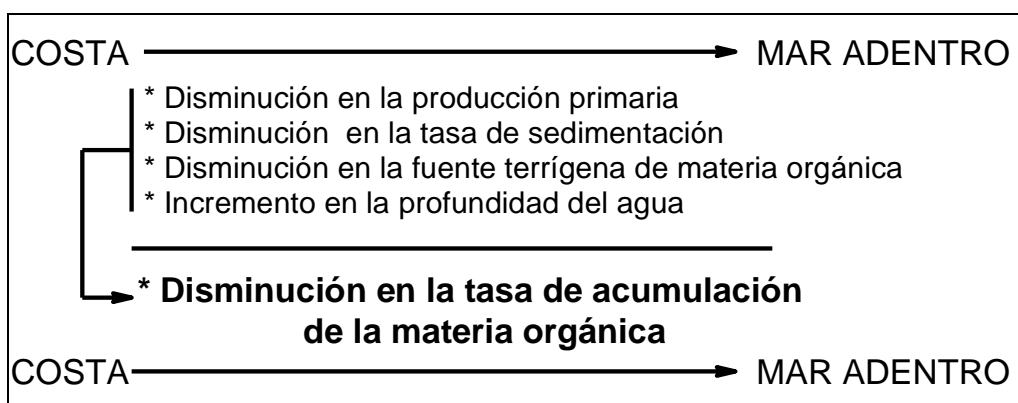 COSTA MAR ADENTRO
* Disminución en la producción primaria
* Disminución en la tasa de sedimentación
* Disminución en la fuente terrígena de materia orgánica
* Incremento en la profundidad del agua
* Disminución en la tasa de acumulación
de la materia orgánica
COSTA MAR ADENTRO